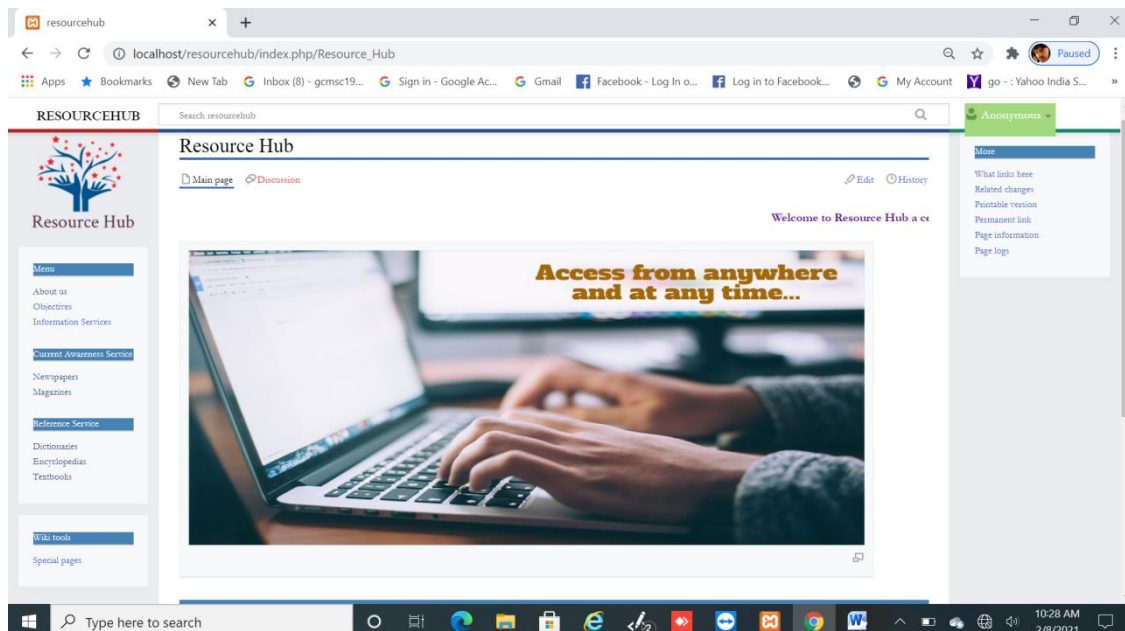 resourcehub
localhost/resourcehub/index.php/Resource_Hub
Paused
Apps Bookmarks New Tab Inbox (8) - gcmsc19... Sign in - Google Ac... Gmail Facebook - Log In o... Log in to Facebook... My Account go - : Yahoo India S... »
RESOURCEHUB
Search resourcehub
Anonymous
Resource Hub
Main page Discussion
Edit History
Welcome to Resource Hub a ce
Access from anywhere
and at any time...
Resource Hub
Menu
About us
Objectives
Information Services
Current Awareness Service
Newspapers
Magazines
Reference Service
Dictionaries
Encyclopedias
Textbooks
Wiki tools
Special pages
More
What links here
Related changes
Printable version
Permanent link
Page information
Page logs
Type here to search
10:28 AM
2/8/2021